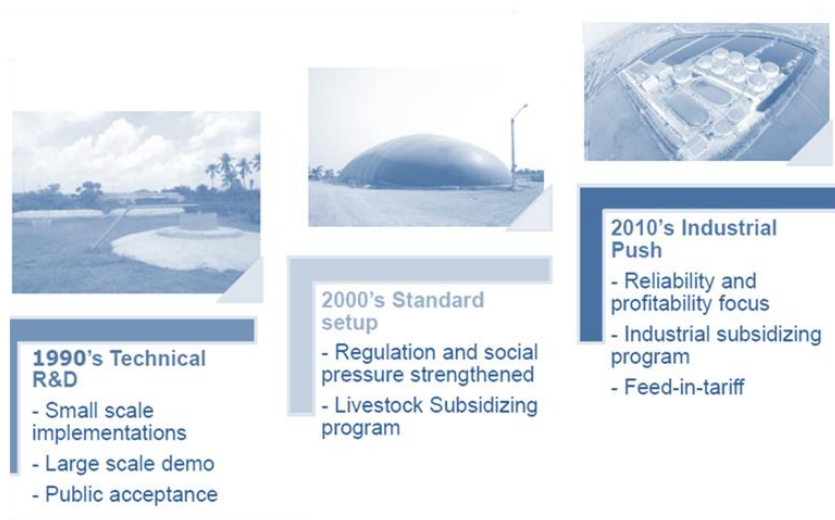 1990's Technical
R&D
- Small scale
implementations
- Large scale demo
- Public acceptance
2000's Standard
setup
- Regulation and social
pressure strengthened
- Livestock Subsidizing
program
2010's Industrial
Push
- Reliability and
profitability focus
- Industrial subsidizing
program
- Feed-in-tariff